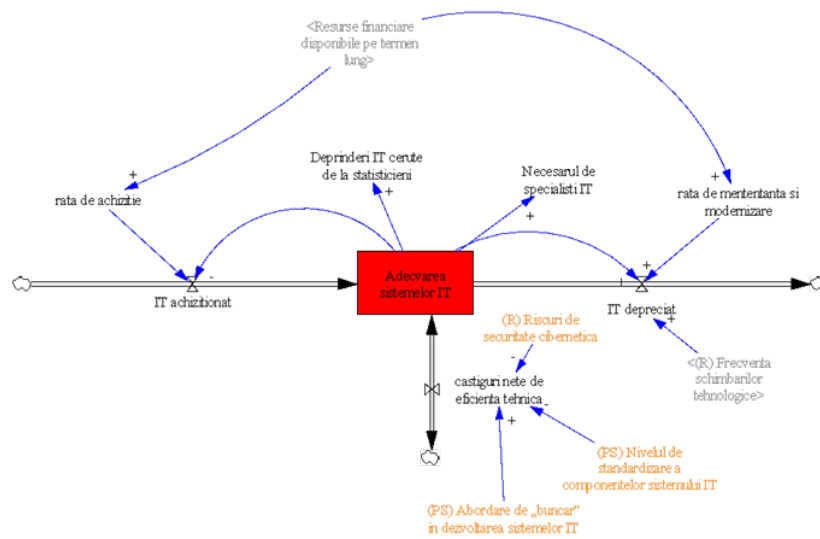 <Resurse financiare
disponibile pe termen
lung>
+
+
Deprinderi IT cerute
de la statisticieni
+
Necesarul de
specialisti IT
+
rata de achizitie
rata de mententanta si
modernizare
-
+
Adecvarea
sistemelor IT
IT achizitionat
IT depreciat
+
(R) Riscuri de
securitate cibernetica
-
<(R) Frecventa
schimbarilor
tehnologice>
castiguri nete de
eficienta tehnica
-
+
(PS) Nivelul de
standardizare a
componentelor sistemului IT
(PS) Abordare de „buncar”
in dezvoltarea sistemelor IT